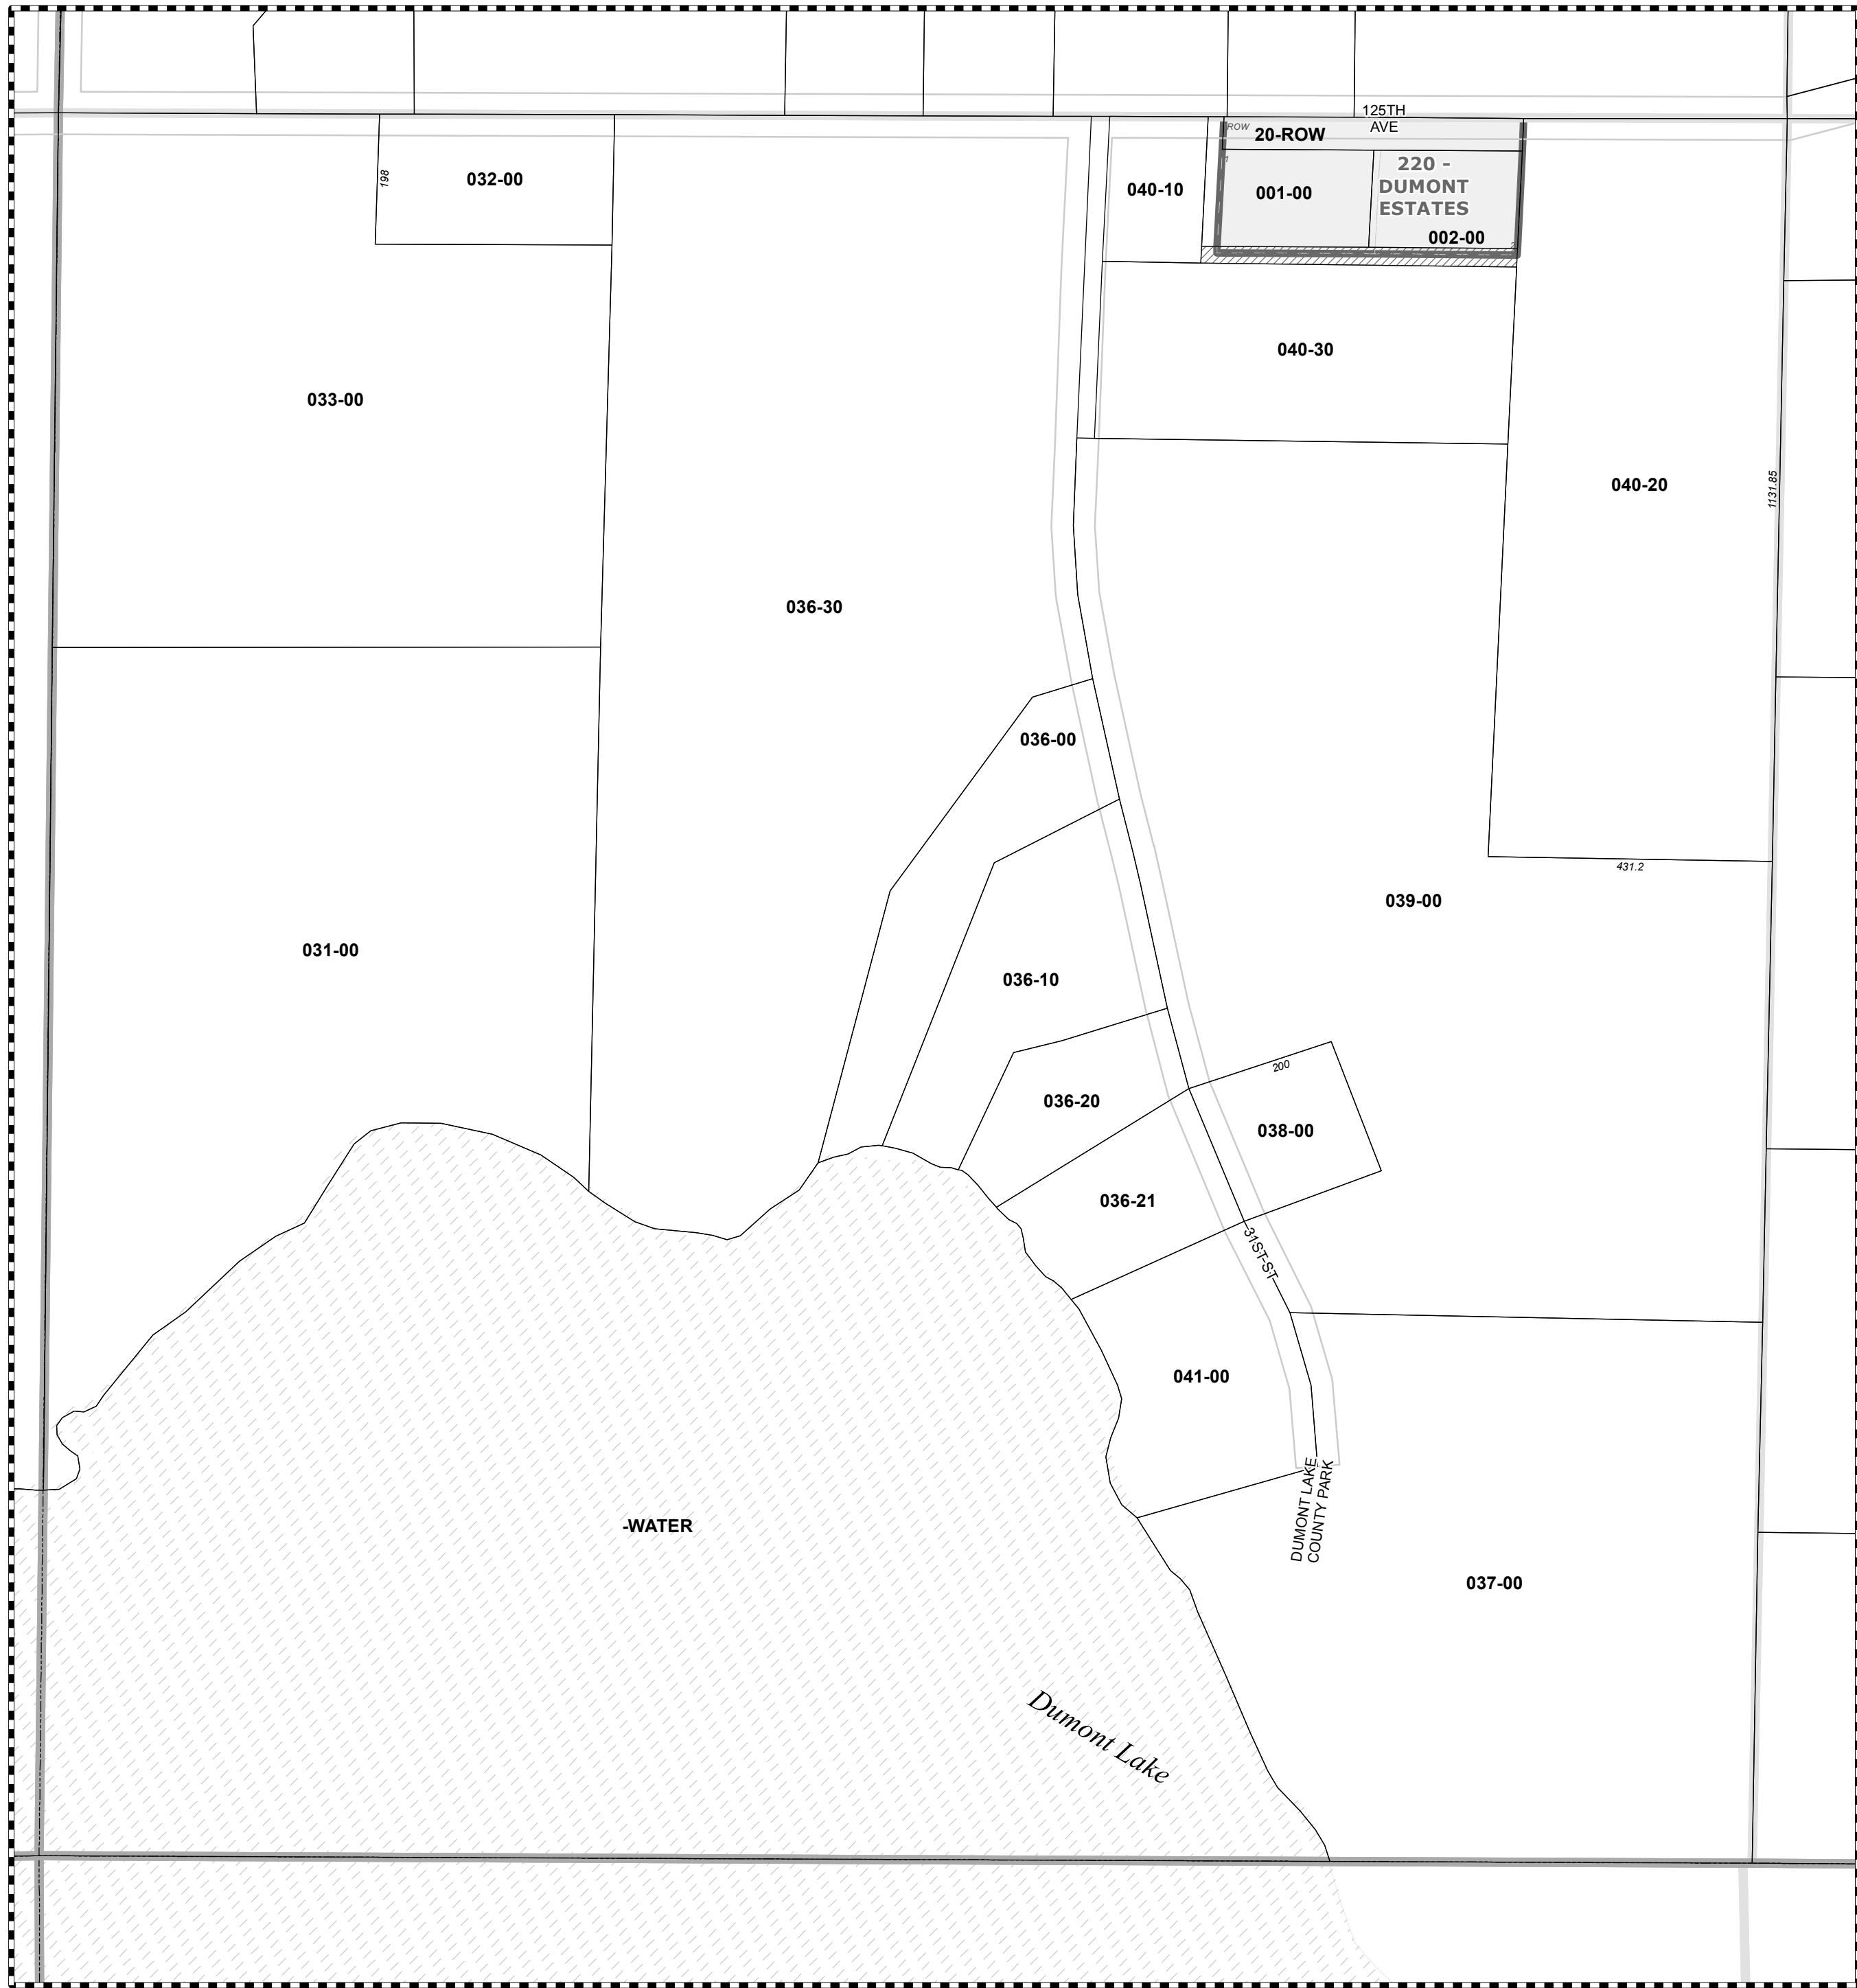 125TH
AVE
ROW
20-ROW
220 -
DUMONT
ESTATES
1
001-00
002-00
2
198
032-00
040-10
040-30
033-00
040-20
1131.85
036-30
036-00
431.2
039-00
031-00
036-10
200
036-20
038-00
036-21
31ST ST
041-00
DUMONT LAKE
COUNTY PARK
-WATER
037-00
Dumont Lake